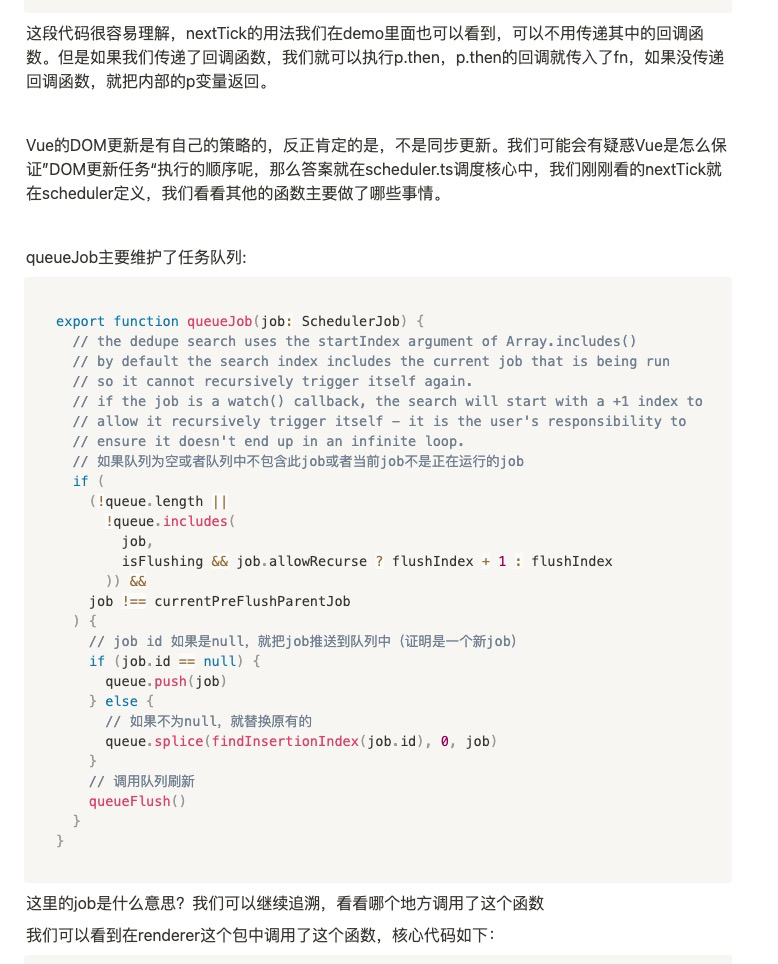 这段代码很容易理解，nextTick的用法我们在demo里面也可以看到，可以不用传递其中的回调函
数。但是如果我们传递了回调函数，我们就可以执行p.then，p.then的回调就传入了fn，如果没传递
回调函数，就把内部的p变量返回。
Vue的DOM更新是有自己的策略的，反正肯定的是，不是同步更新。我们可能会有疑惑Vue是怎么保
证”DOM更新任务“执行的顺序呢，那么答案就在scheduler.ts调度核心中，我们刚刚看的nextTick就
在scheduler定义，我们看看其他的函数主要做了哪些事情。
queueJob主要维护了任务队列:
export function queueJob(job: SchedulerJob) {
  // the dedupe search uses the startIndex argument of Array.includes()
  // by default the search index includes the current job that is being run
  // so it cannot recursively trigger itself again.
  // if the job is a watch() callback, the search will start with a +1 index to
  // allow it recursively trigger itself – it is the user's responsibility to
  // ensure it doesn't end up in an infinite loop.
  // 如果队列为空或者队列中不包含此job或者当前job不是正在运行的job
  if (
    (!queue.length ||
      !queue.includes(
        job,
        isFlushing && job.allowRecurse ? flushIndex + 1 : flushIndex
      )) &&
    job !== currentPreFlushParentJob
  ) {
    // job id 如果是null，就把job推送到队列中（证明是一个新job）
    if (job.id == null) {
      queue.push(job)
    } else {
      // 如果不为null，就替换原有的
      queue.splice(findInsertionIndex(job.id), 0, job)
    }
    // 调用队列刷新
    queueFlush()
  }
}
这里的job是什么意思？我们可以继续追溯，看看哪个地方调用了这个函数
我们可以看到在renderer这个包中调用了这个函数，核心代码如下：